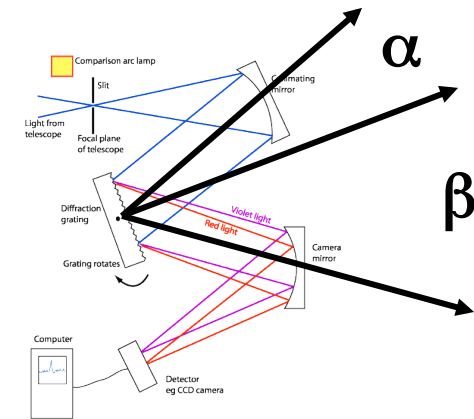 α
Comparison arc lamp
Slit
Collimating
mirror
Light from
telescope
Focal plane
of telescope
β
Diffraction
grating
Violet light
Red light
Camera
mirror
Grating rotates
Computer
Detector
eg CCD camera